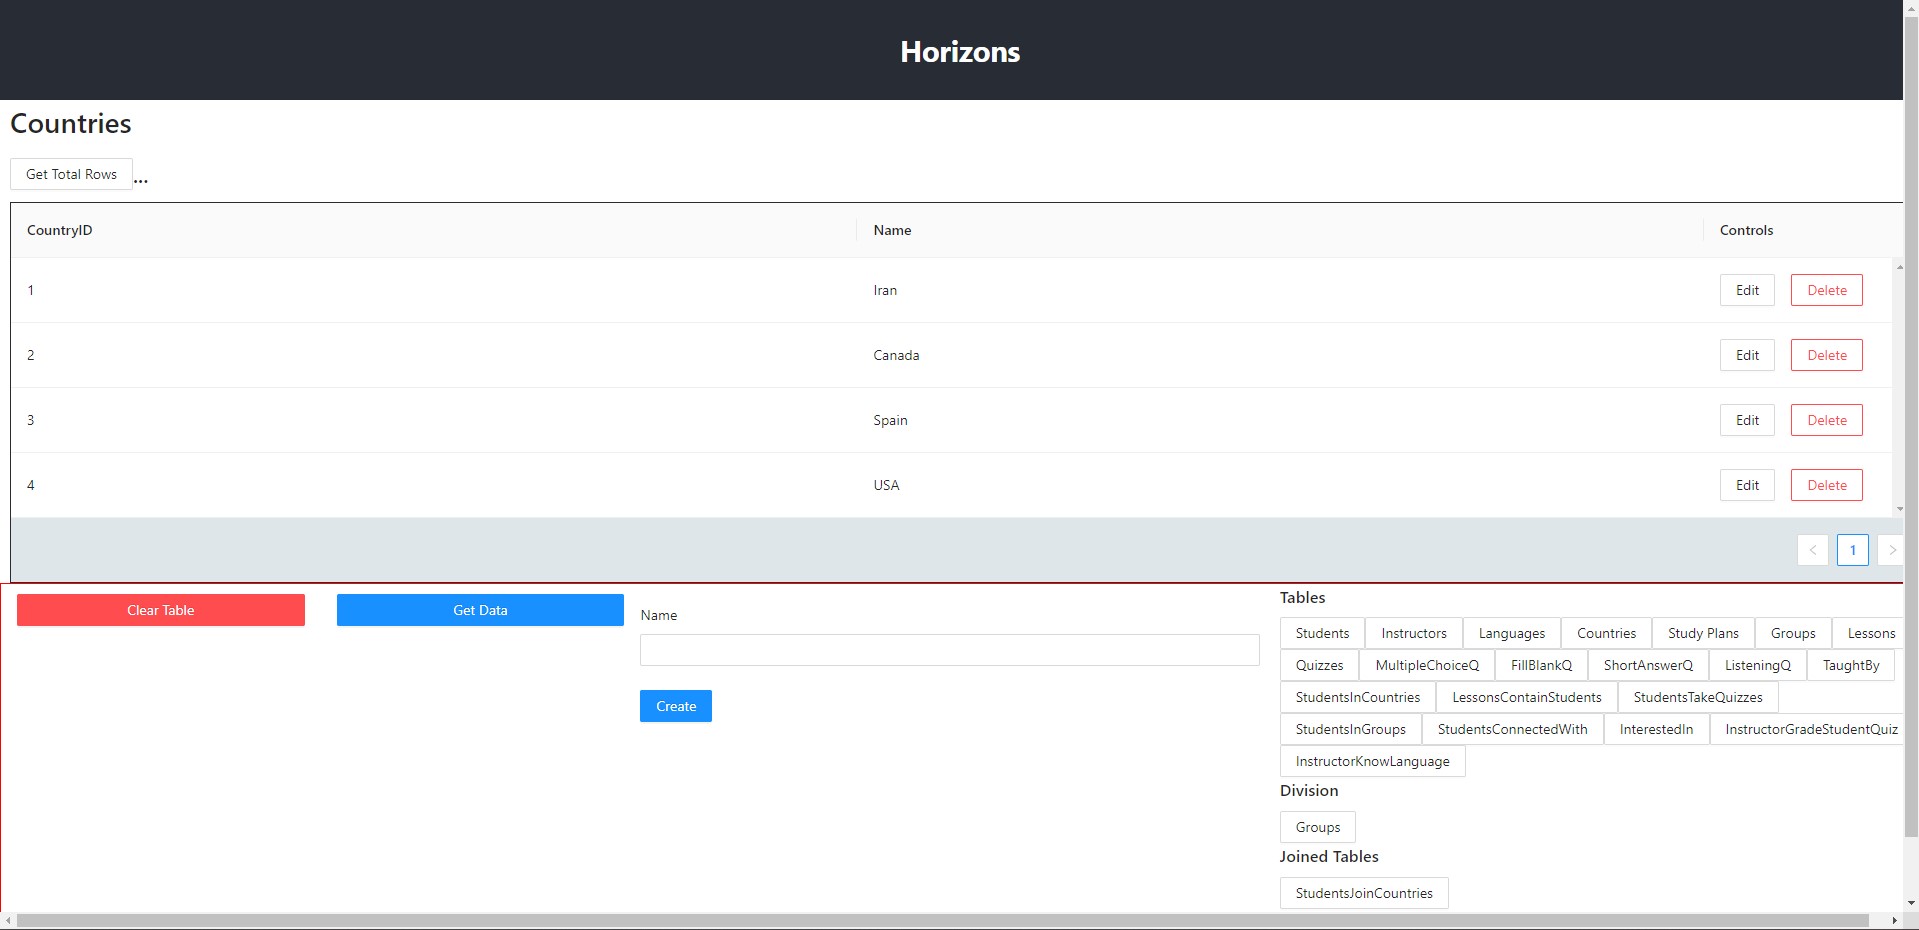 Horizons
Countries
Get Total Rows ...
CountryID Name Controls
1 Iran Edit Delete
2 Canada Edit Delete
3 Spain Edit Delete
4 USA Edit Delete
< 1 >
Clear Table Get Data
Name
Create
Tables
Students Instructors Languages Countries Study Plans Groups Lessons
Quizzes MultipleChoiceQ FillBlankQ ShortAnswerQ ListeningQ TaughtBy
StudentsInCountries LessonsContainStudents StudentsTakeQuizzes
StudentsInGroups StudentsConnectedWith InterestedIn InstructorGradeStudentQuiz
InstructorKnowLanguage
Division
Groups
Joined Tables
StudentsJoinCountries